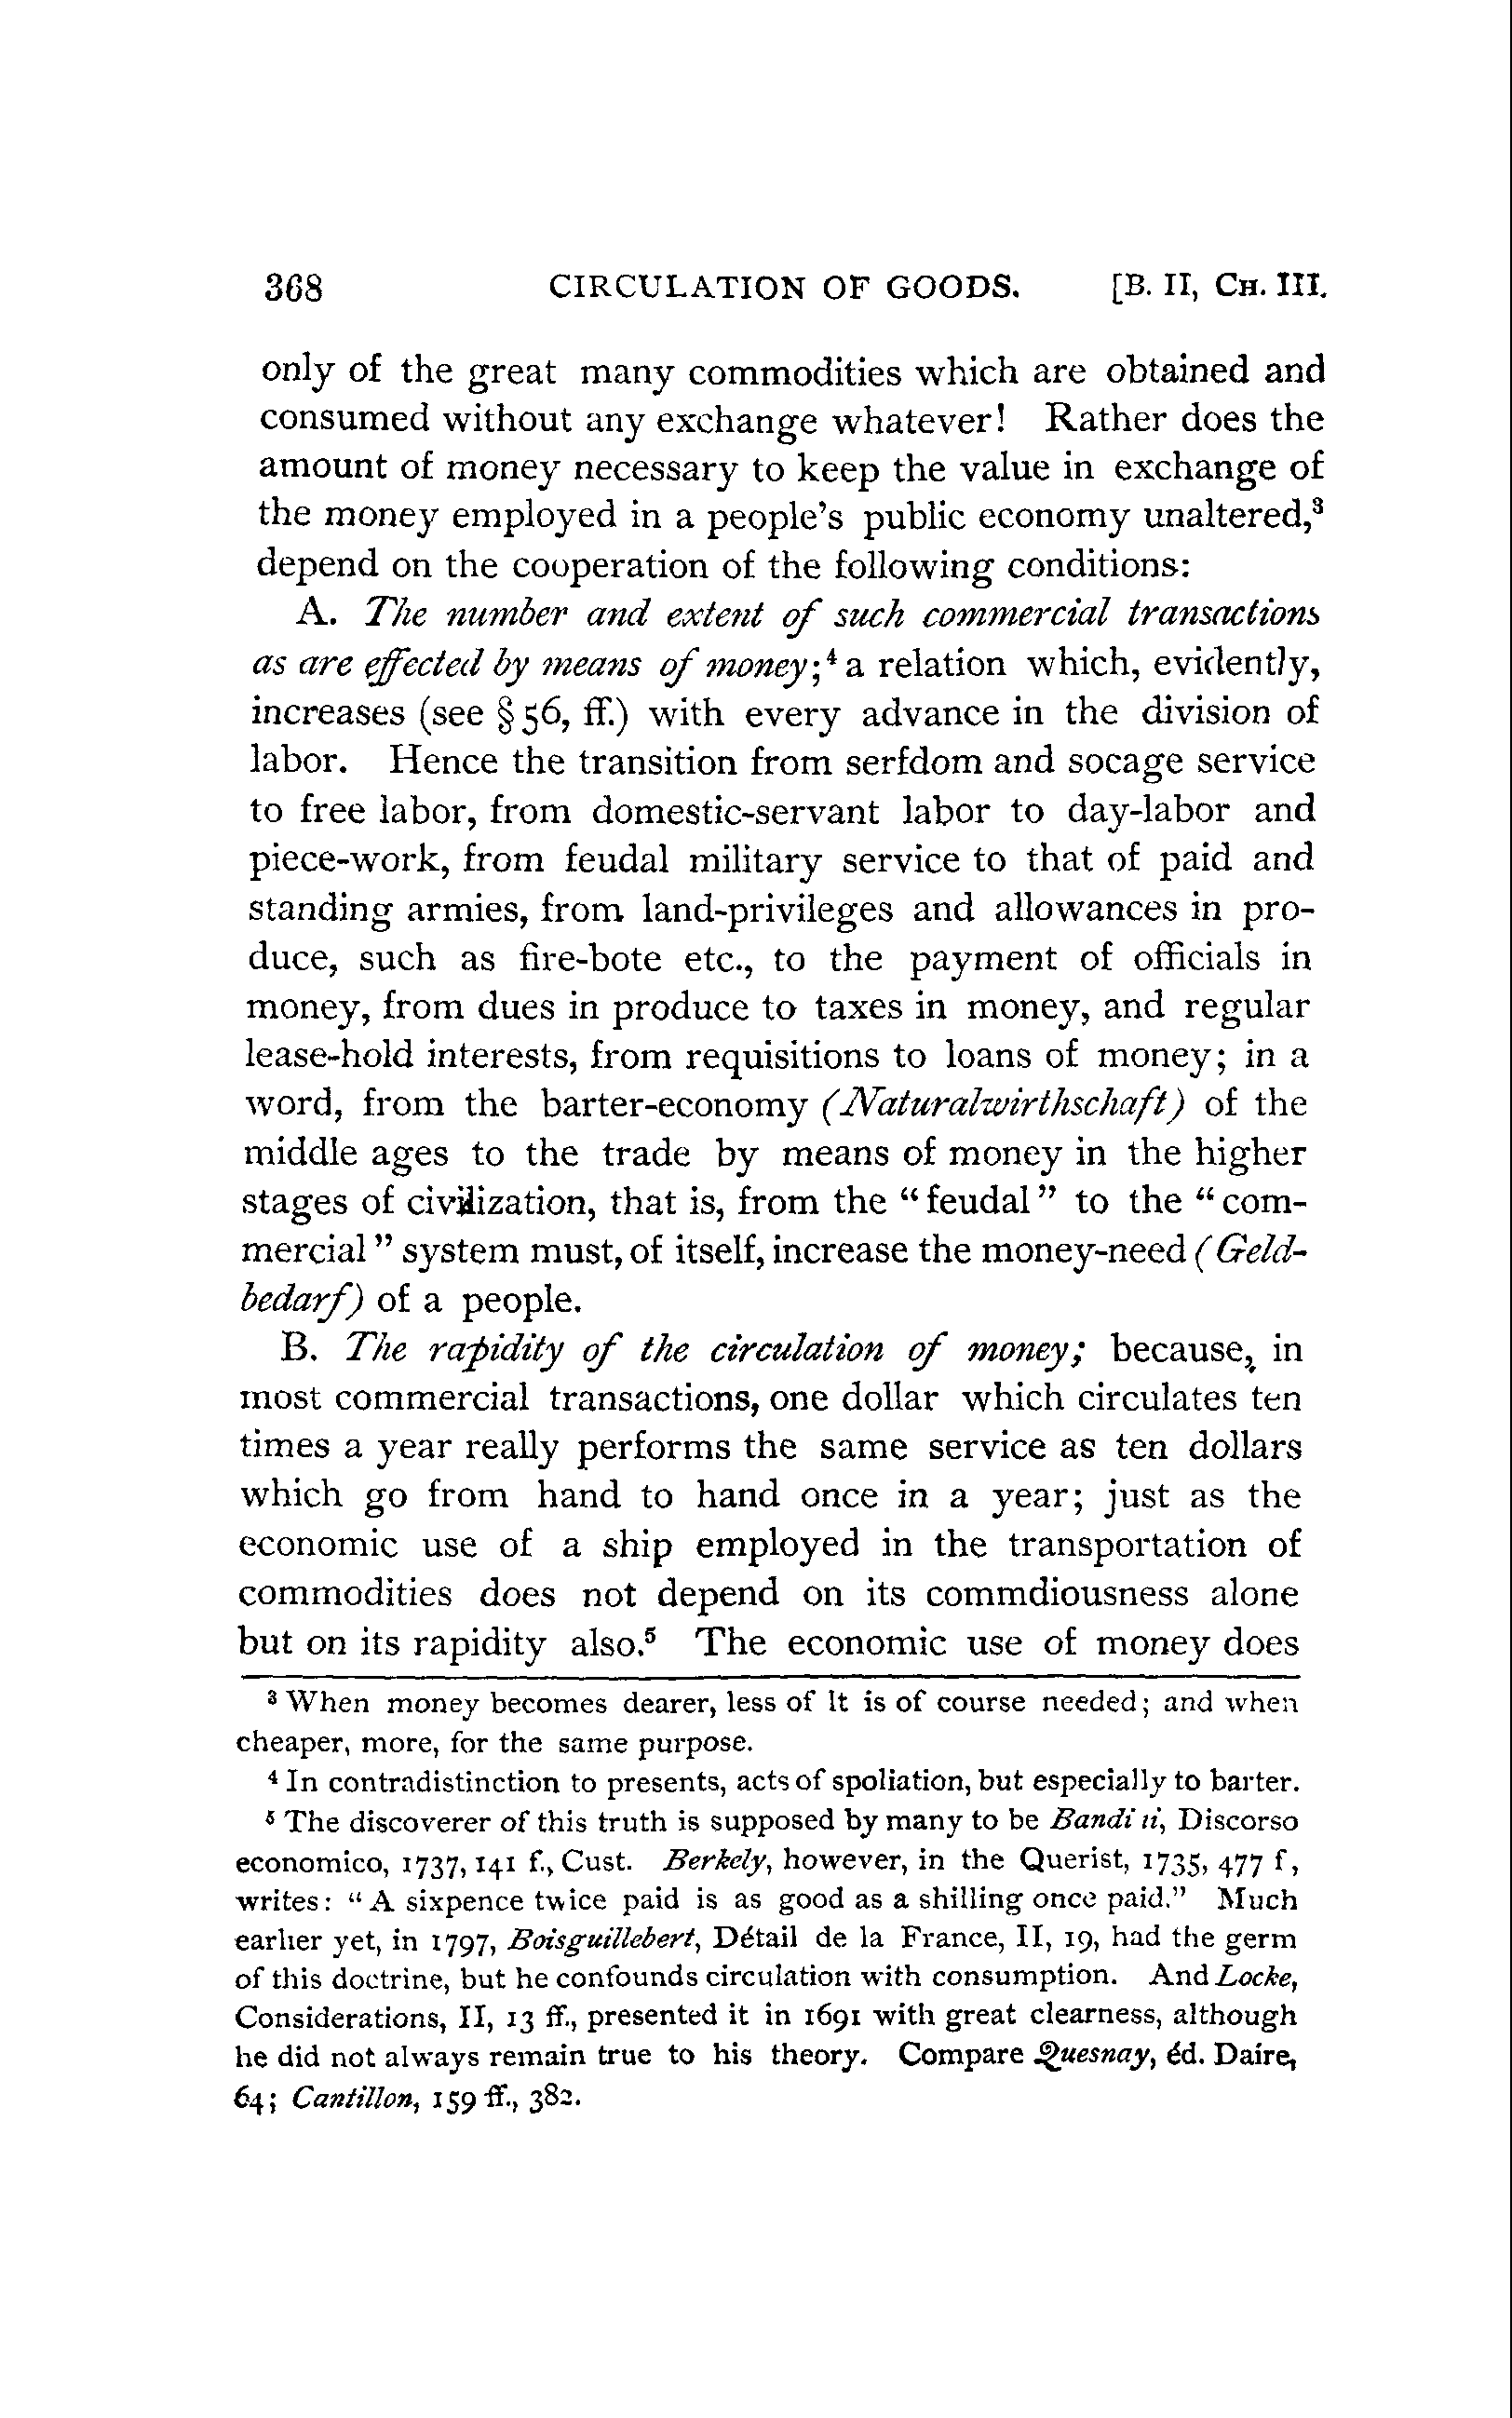 368 CIRCULATION OF GOODS. [B. II, CH. III.
only of the great many commodities which are obtained and
consumed without any exchange whatever! Rather does the
amount of money necessary to keep the value in exchange of
the money employed in a people's public economy unaltered,³
depend on the cooperation of the following conditions:
A. The number and extent of such commercial transactions
as are effected by means of money;⁴ a relation which, evidently,
increases (see § 56, ff.) with every advance in the division of
labor. Hence the transition from serfdom and socage service
to free labor, from domestic-servant labor to day-labor and
piece-work, from feudal military service to that of paid and
standing armies, from land-privileges and allowances in pro-
duce, such as fire-bote etc., to the payment of officials in
money, from dues in produce to taxes in money, and regular
lease-hold interests, from requisitions to loans of money; in a
word, from the barter-economy (Naturalwirthschaft) of the
middle ages to the trade by means of money in the higher
stages of civilization, that is, from the “feudal” to the “com-
mercial” system must, of itself, increase the money-need (Geld-
bedarf) of a people.
B. The rapidity of the circulation of money; because, in
most commercial transactions, one dollar which circulates ten
times a year really performs the same service as ten dollars
which go from hand to hand once in a year; just as the
economic use of a ship employed in the transportation of
commodities does not depend on its commdiousness alone
but on its rapidity also.⁵ The economic use of money does
³ When money becomes dearer, less of it is of course needed; and when
cheaper, more, for the same purpose.
⁴ In contradistinction to presents, acts of spoliation, but especially to barter.
⁵ The discoverer of this truth is supposed by many to be Discorso
economico, 1737, 141 f., Cust. Berkely, however, in the Querist, 1735, 477 f,
writes: “A sixpence twice paid is as good as a shilling once paid.” Much
earlier yet, in 1797, Boisguillebert, Détail de la France, II, 19, had the germ
of this doctrine, but he confounds circulation with consumption. And Locke,
Considerations, II, 13 ff., presented it in 1691 with great clearness, although
he did not always remain true to his theory. Compare Quesnay, éd. Daire,
64; Cantillon, 159 ff., 382.